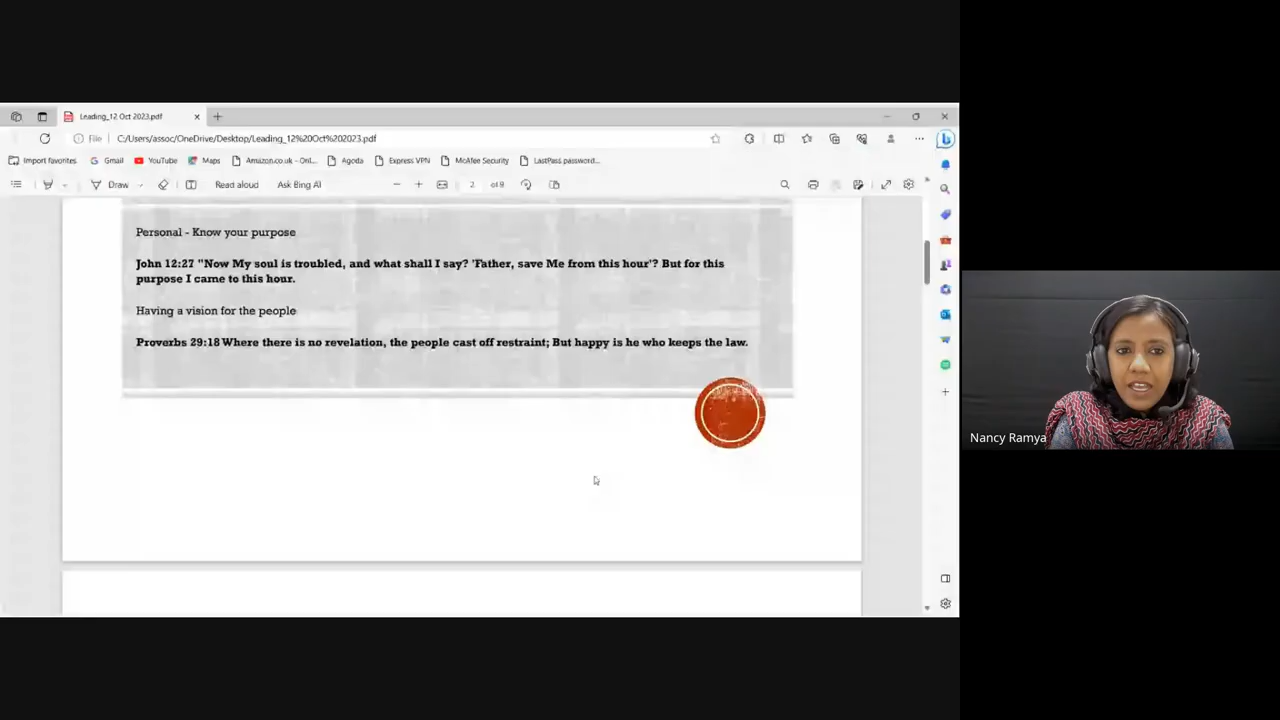 Leading_12 Oct 2023.pdf
File
C:/Users/assoc/OneDrive/Desktop/Leading_12%20Oct%202023.pdf
Import favorites
Gmail
YouTube
Maps
Amazon.co.uk - Onl...
Agoda
Express VPN
McAfee Security
LastPass password...
Draw
Read aloud
Ask Bing AI
2
of 9
Personal - Know your purpose
John 12:27 "Now My soul is troubled, and what shall I say? 'Father, save Me from this hour'? But for this
purpose I came to this hour.
Having a vision for the people
Proverbs 29:18 Where there is no revelation, the people cast off restraint; But happy is he who keeps the law.
Nancy Ramya